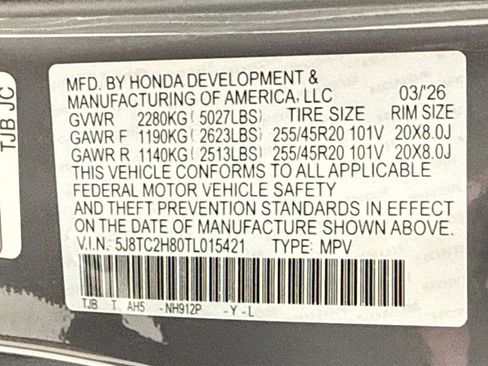 TJB JC
MFD. BY HONDA DEVELOPMENT &
MANUFACTURING OF AMERICA, LLC 03/'26
GVWR 2280KG(5027LBS) TIRE SIZE RIM SIZE
GAWR F 1190KG(2623LBS) 255/45R20 101V 20X8.0J
GAWR R 1140KG(2513LBS) 255/45R20 101V 20X8.0J
THIS VEHICLE CONFORMS TO ALL APPLICABLE
FEDERAL MOTOR VEHICLE SAFETY
AND THEFT PREVENTION STANDARDS IN EFFECT
ON THE DATE OF MANUFACTURE SHOWN ABOVE.
V.I.N.: 5J8TC2H80TL015421 TYPE: MPV
TJB T AH5 -NH912P -Y-L